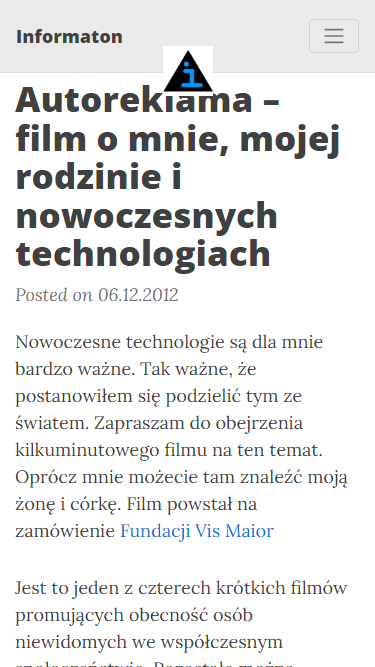 Informaton
Autoreklama –
film o mnie, mojej
rodzinie i
nowoczesnych
technologiach
Posted on 06.12.2012
Nowoczesne technologie są dla mnie
bardzo ważne. Tak ważne, że
postanowiłem się podzielić tym ze
światem. Zapraszam do obejrzenia
kilkuminutowego filmu na ten temat.
Oprócz mnie możecie tam znaleźć moją
żonę i córkę. Film powstał na
zamówienie Fundacji Vis Maior
Jest to jeden z czterech krótkich filmów
promujących obecność osób
niewidomych we współczesnym